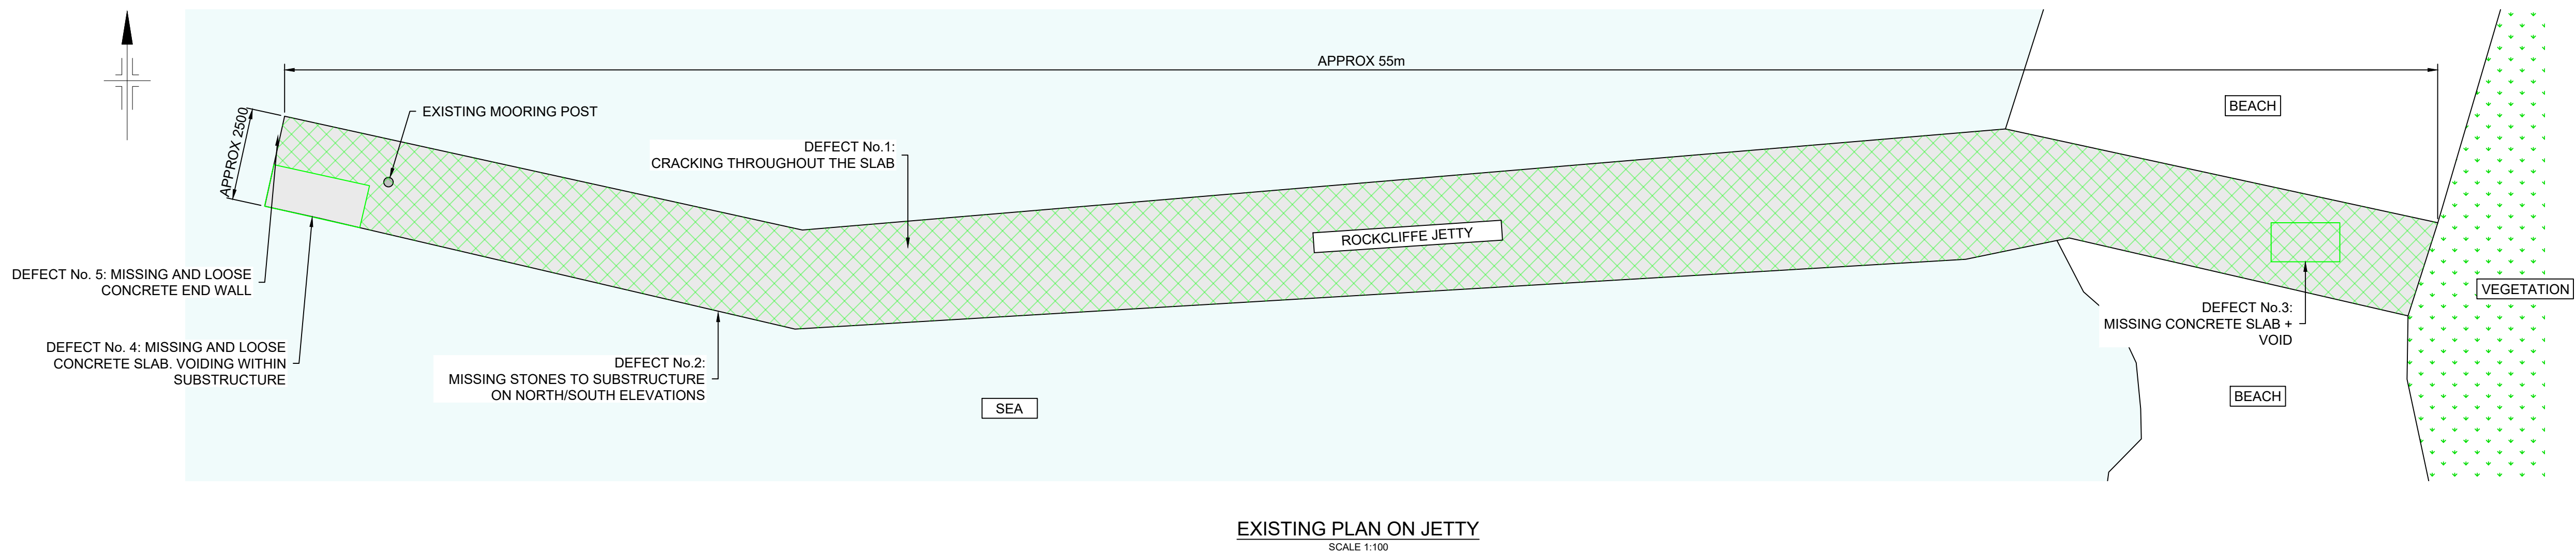 APPROX 55m
BEACH
EXISTING MOORING POST
APPROX 2500
DEFECT No.1:
CRACKING THROUGHOUT THE SLAB
ROCKCLIFFE JETTY
DEFECT No. 5: MISSING AND LOOSE
CONCRETE END WALL
VEGETATION
DEFECT No.3:
MISSING CONCRETE SLAB +
VOID
DEFECT No. 4: MISSING AND LOOSE
CONCRETE SLAB. VOIDING WITHIN
SUBSTRUCTURE
DEFECT No.2:
MISSING STONES TO SUBSTRUCTURE
ON NORTH/SOUTH ELEVATIONS
SEA
BEACH
EXISTING PLAN ON JETTY
SCALE 1:100